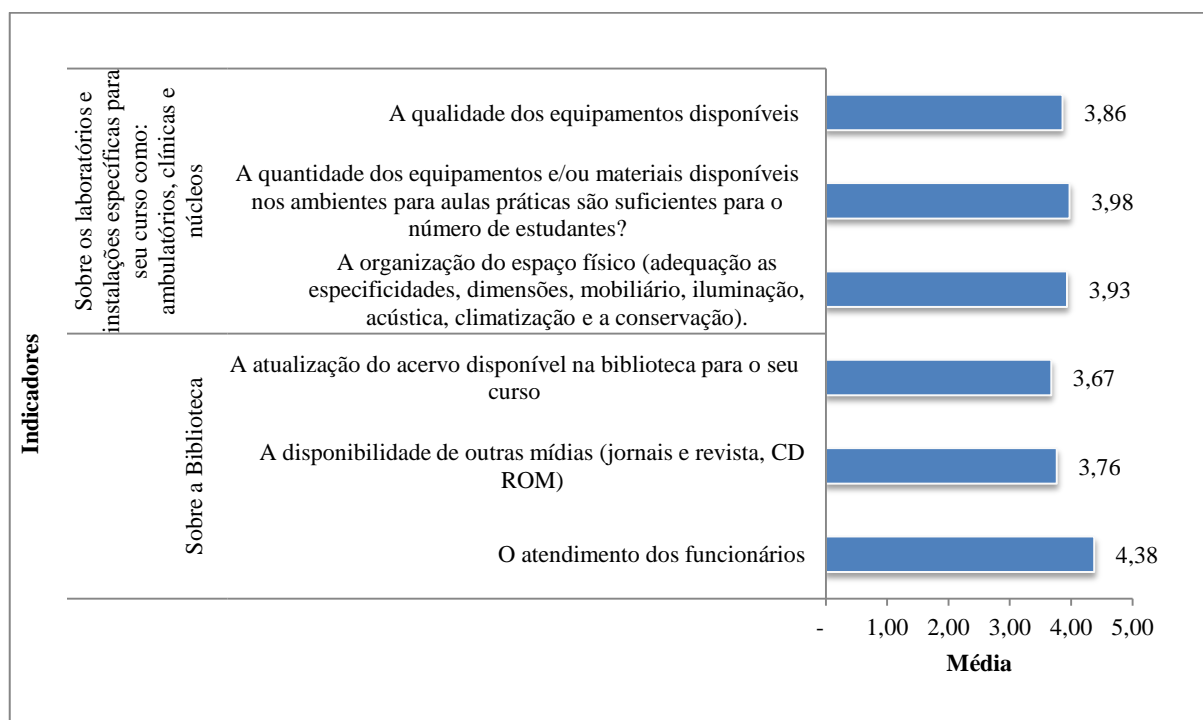 Indicadores
Sobre os laboratórios e
instalações específicas para
seu curso como:
ambulatórios, clínicas e
núcleos
A qualidade dos equipamentos disponíveis
3,86
A quantidade dos equipamentos e/ou materiais disponíveis
nos ambientes para aulas práticas são suficientes para o
número de estudantes?
3,98
A organização do espaço físico (adequação as
especificidades, dimensões, mobiliário, iluminação,
acústica, climatização e a conservação).
3,93
Sobre a Biblioteca
A atualização do acervo disponível na biblioteca para o seu
curso
3,67
A disponibilidade de outras mídias (jornais e revista, CD
ROM)
3,76
O atendimento dos funcionários
4,38
- 1,00 2,00 3,00 4,00 5,00
Média